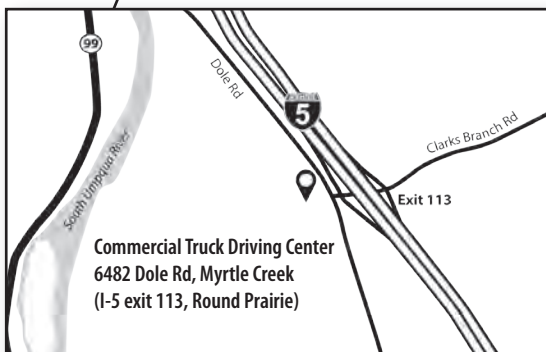 99
Dole Rd
5
Clarks Branch Rd
South Umpqua River
Exit 113
Commercial Truck Driving Center
6482 Dole Rd, Myrtle Creek
(I-5 exit 113, Round Prairie)